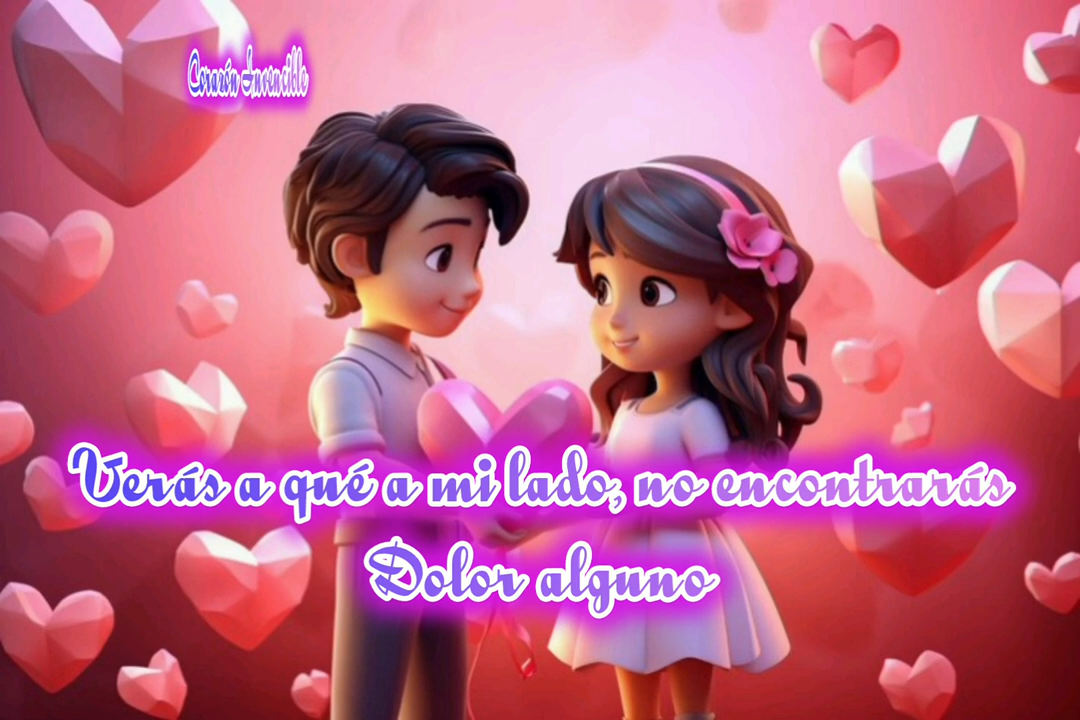 Corazón Invencible
Verás a qué a mi lado, no encontrarás
Dolor alguno